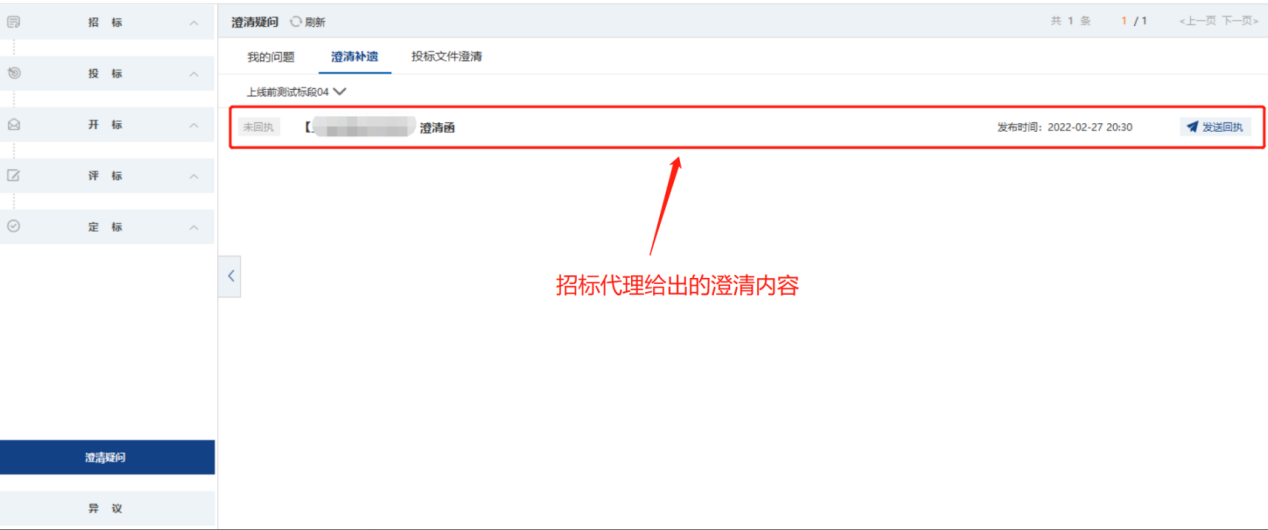 招 标
投 标
开 标
评 标
定 标
澄清疑问
异 议
澄清疑问 刷新 共 1 条 1 / 1 <上一页 下一页>
我的问题 澄清补遗 投标文件澄清
上线前测试标段04
未回执 【 澄清函 发布时间：2022-02-27 20:30 发送回执
招标代理给出的澄清内容